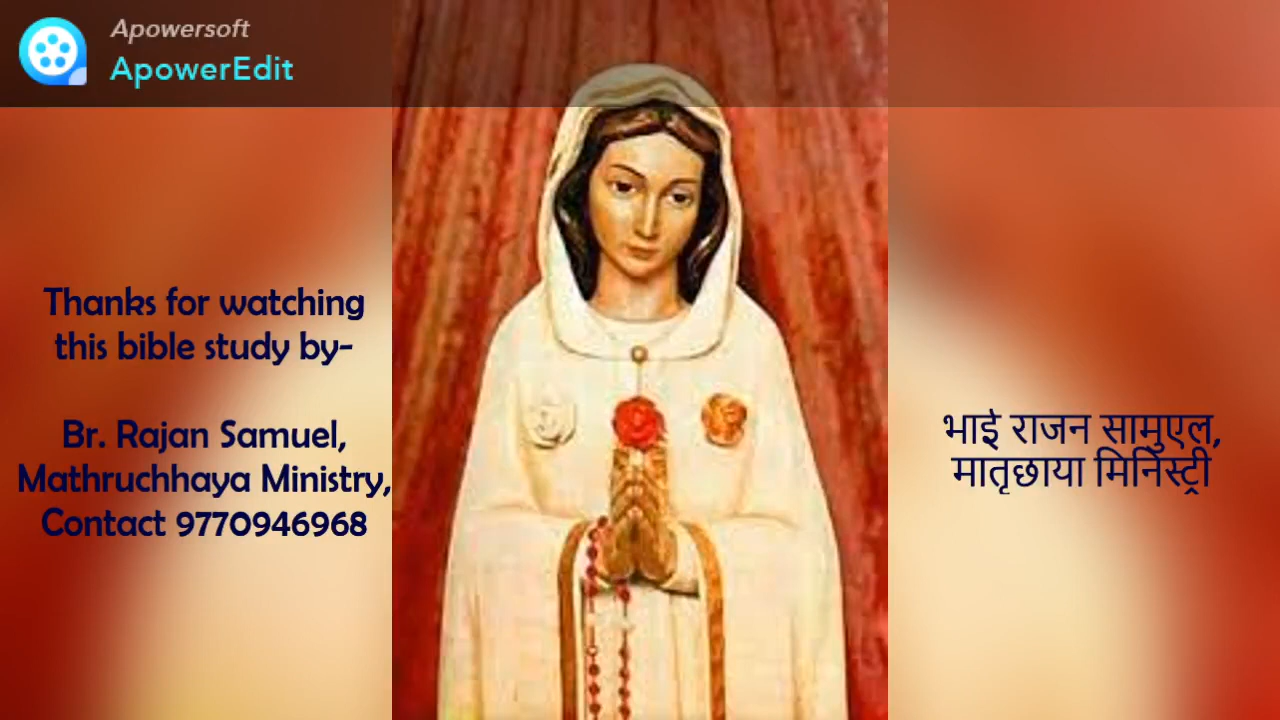 Apowersoft
ApowerEdit
Thanks for watching
this bible study by-
Br. Rajan Samuel,
Mathruchhaya Ministry,
Contact 9770946968
भाई राजन सामुएल,
मातृछाया मिनिस्ट्री